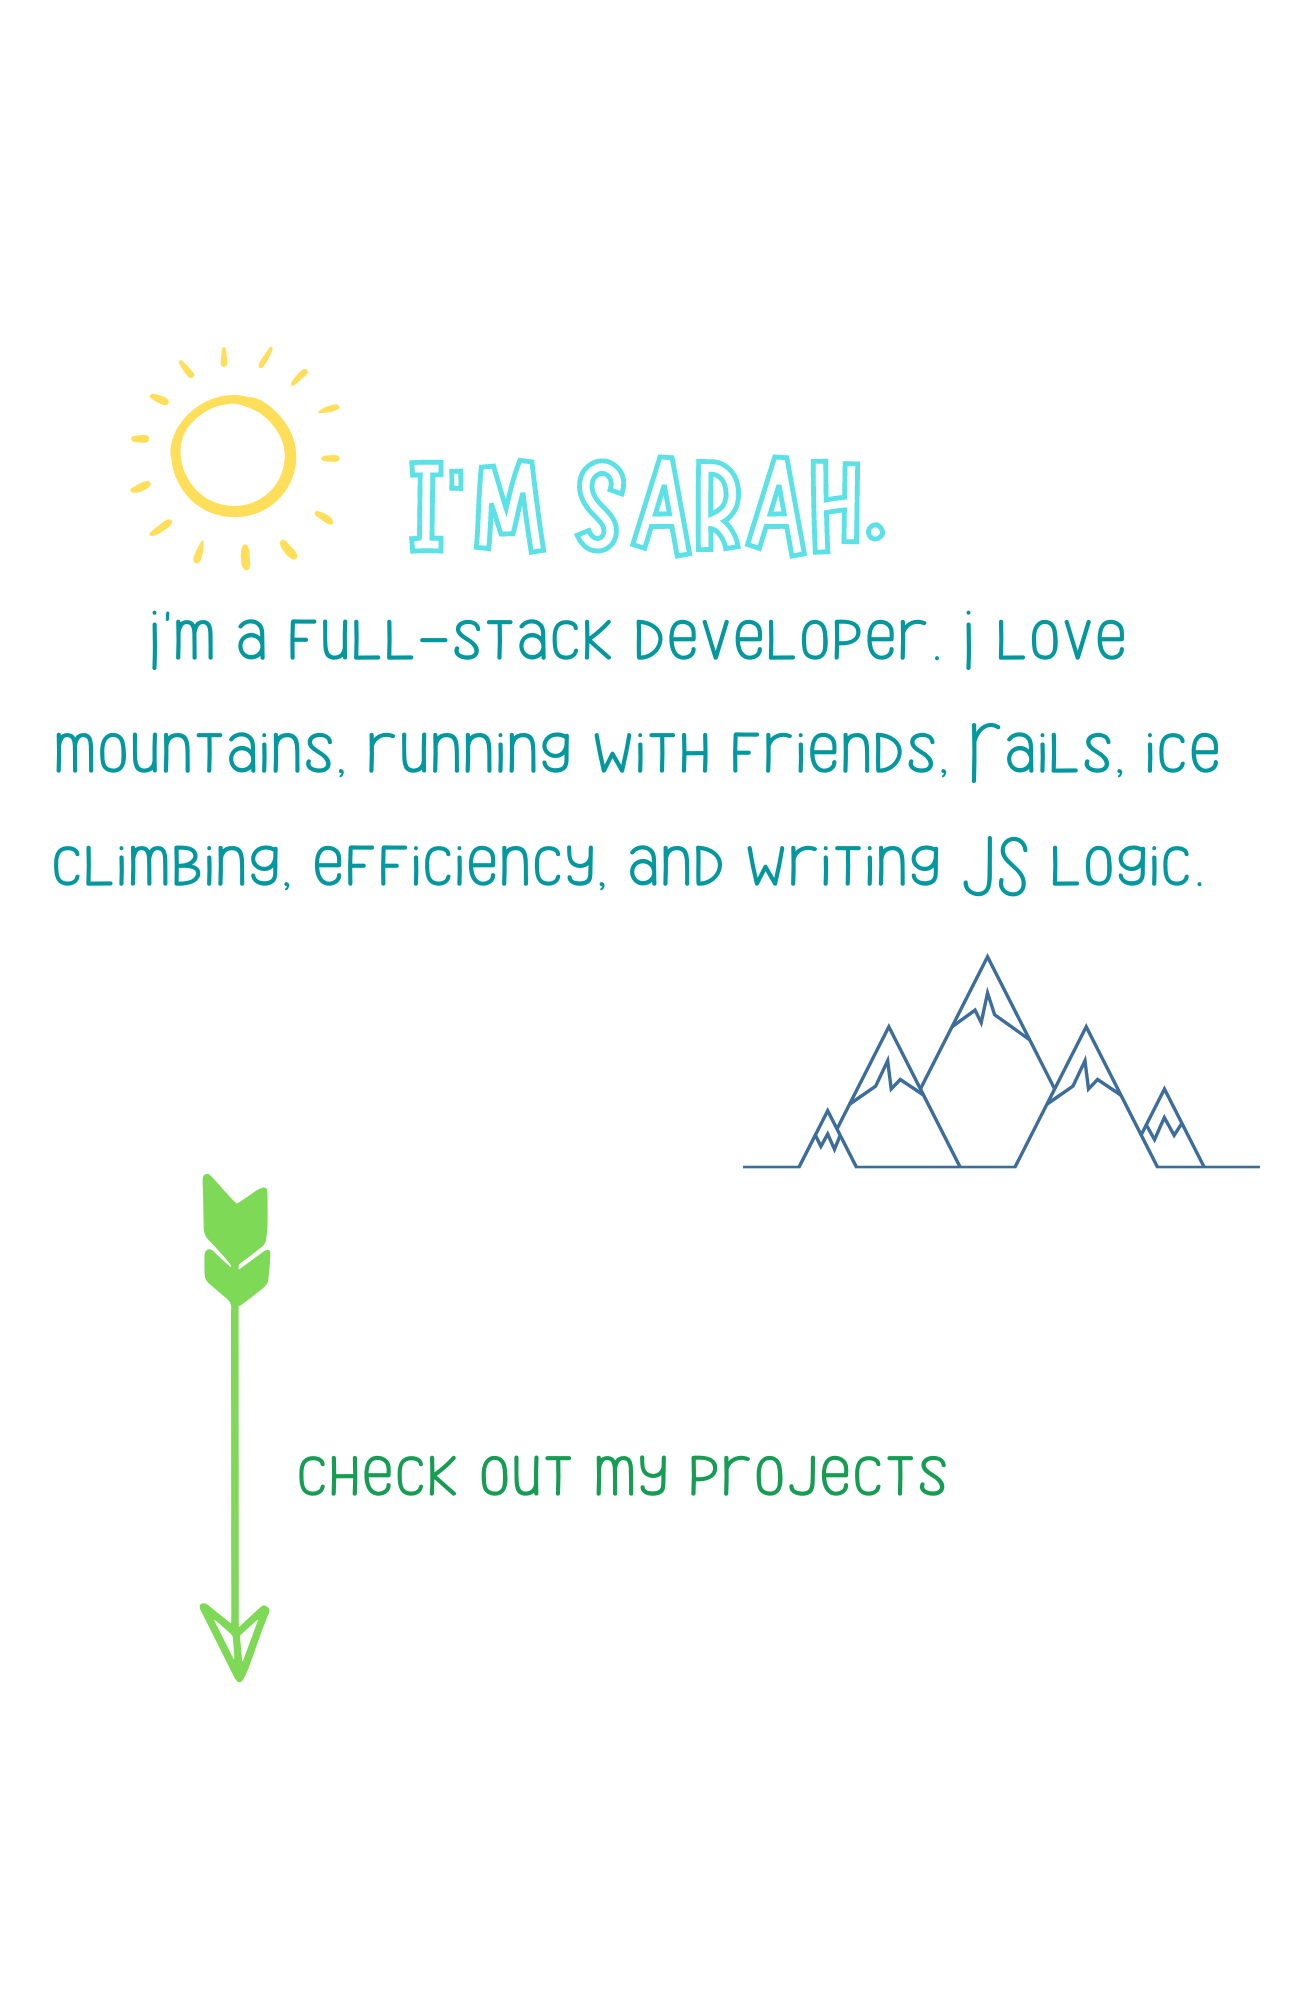 I'M SARAH.
i'm a full-stack developer. i love
mountains, running with friends, Rails, ice
climbing, efficiency, and writing JS logic.
check out my projects